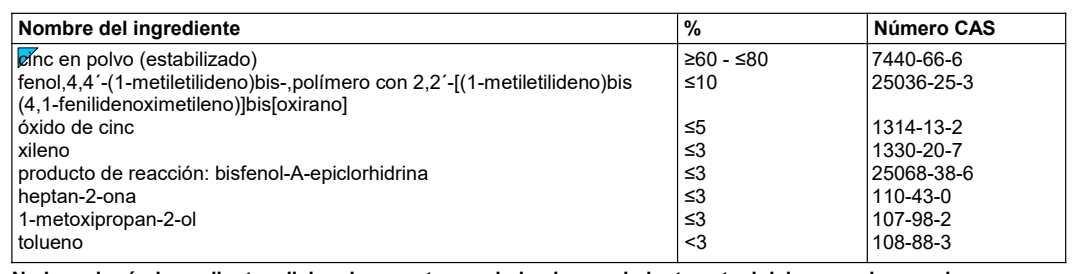 Nombre del ingrediente % Número CAS
cinc en polvo (estabilizado) ≥60 - ≤80 7440-66-6
fenol,4,4´-(1-metiletilideno)bis-,polímero con 2,2´-[(1-metiletilideno)bis ≤10 25036-25-3
(4,1-fenilidenoximetileno)]bis[oxirano]
óxido de cinc ≤5 1314-13-2
xileno ≤3 1330-20-7
producto de reacción: bisfenol-A-epiclorhidrina ≤3 25068-38-6
heptan-2-ona ≤3 110-43-0
1-metoxipropan-2-ol ≤3 107-98-2
tolueno <3 108-88-3